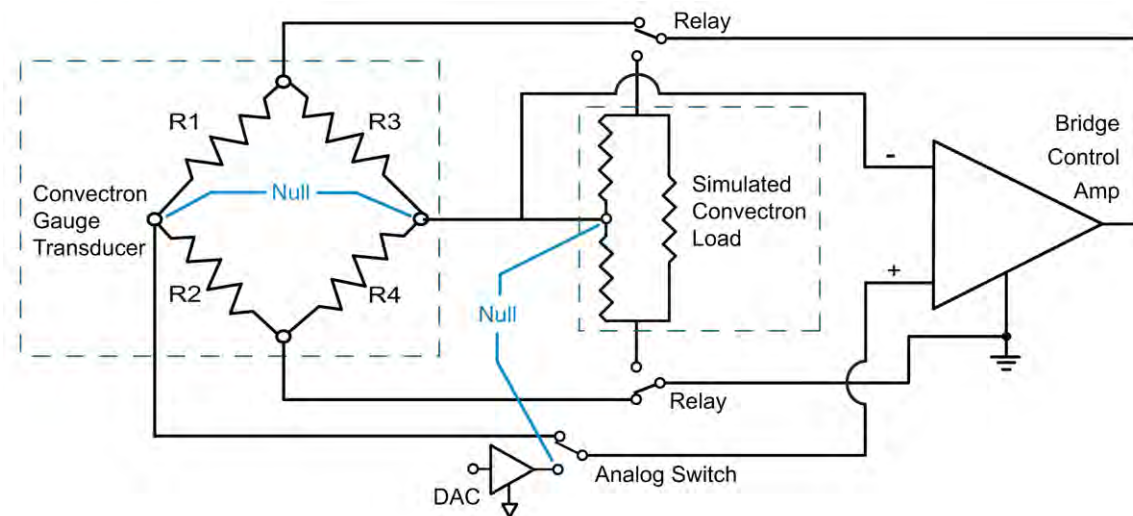 Relay
R1
R3
Bridge
Control
Amp
-
Convectron
Gauge
Transducer
Null
Simulated
Convectron
Load
R2
R4
+
Null
Relay
Analog Switch
DAC